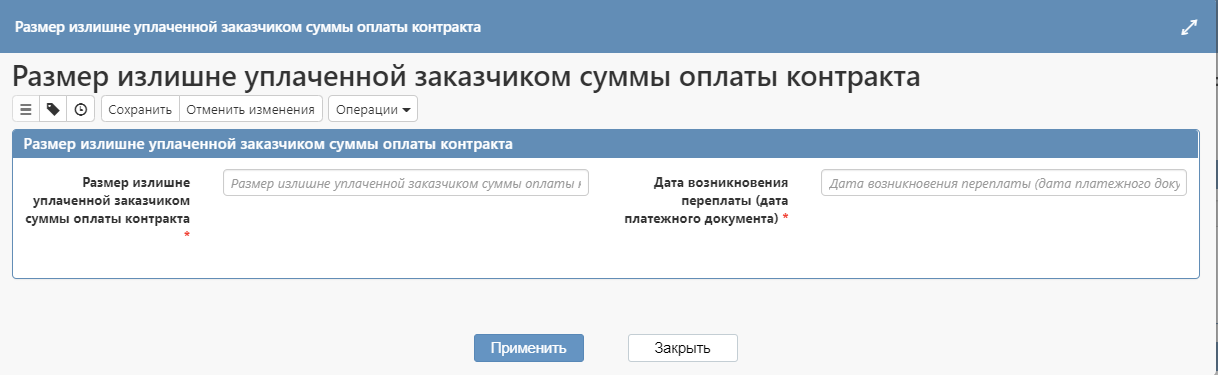 Размер излишне уплаченной заказчиком суммы оплаты контракта
Размер излишне уплаченной заказчиком суммы оплаты контракта
Сохранить Отменить изменения Операции
Размер излишне уплаченной заказчиком суммы оплаты контракта
Размер излишне
уплаченной заказчиком
суммы оплаты контракта
*
Размер излишне уплаченной заказчиком суммы оплаты к
Дата возникновения
переплаты (дата
платежного документа) *
Дата возникновения переплаты (дата платежного доку
Применить Закрыть